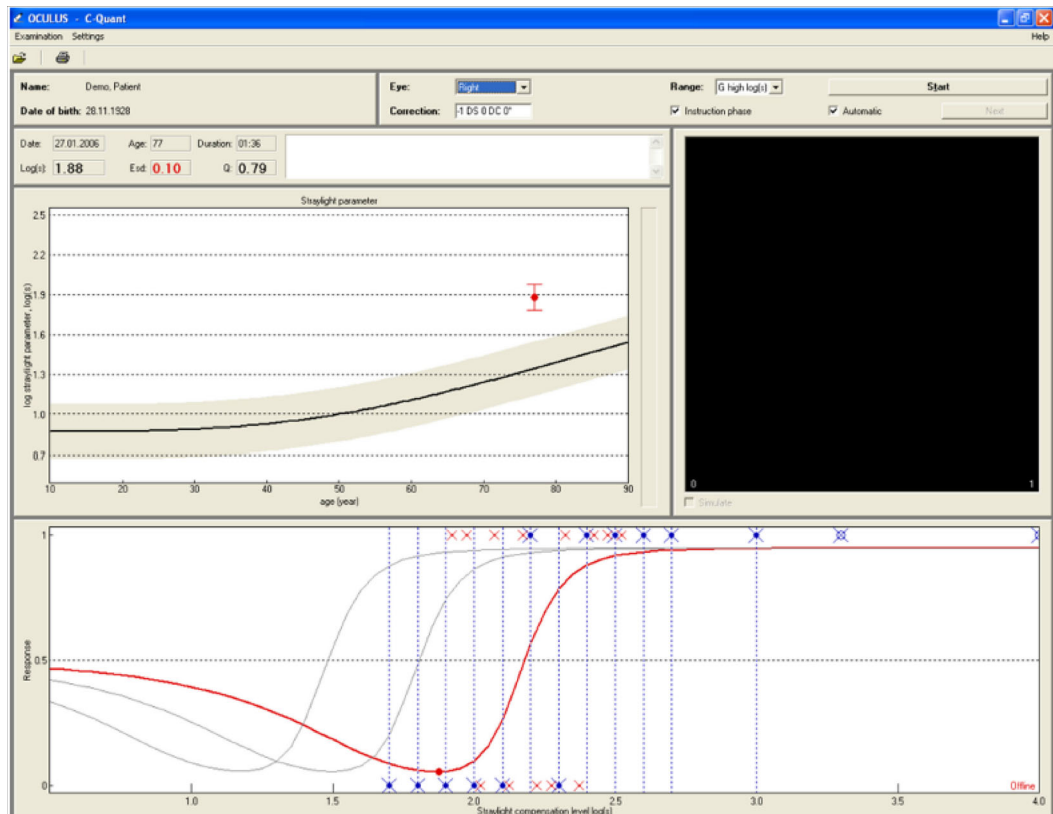 OCULUS - C-Quant
Examination Settings Help
Name: Demo, Patient
Date of birth: 28.11.1928
Eye: Right
Correction: -1 DS 0 DC 0°
Range: G high log(s)
Start
Instruction phase
Automatic
Next
Date: 27.01.2006 Age: 77 Duration: 01:36
Log(s): 1.88 Esd: 0.10 Q: 0.79
Straylight parameter
2.5
2.2
1.9
1.6
1.3
1.0
0.7
log straylight parameter, log(s)
10 20 30 40 50 60 70 80 90
age (year)
0 1
Simulate
1
0.5
0
Response
Offline
1.0 1.5 2.0 2.5 3.0 3.5 4.0
Straylight compensation level log(s)